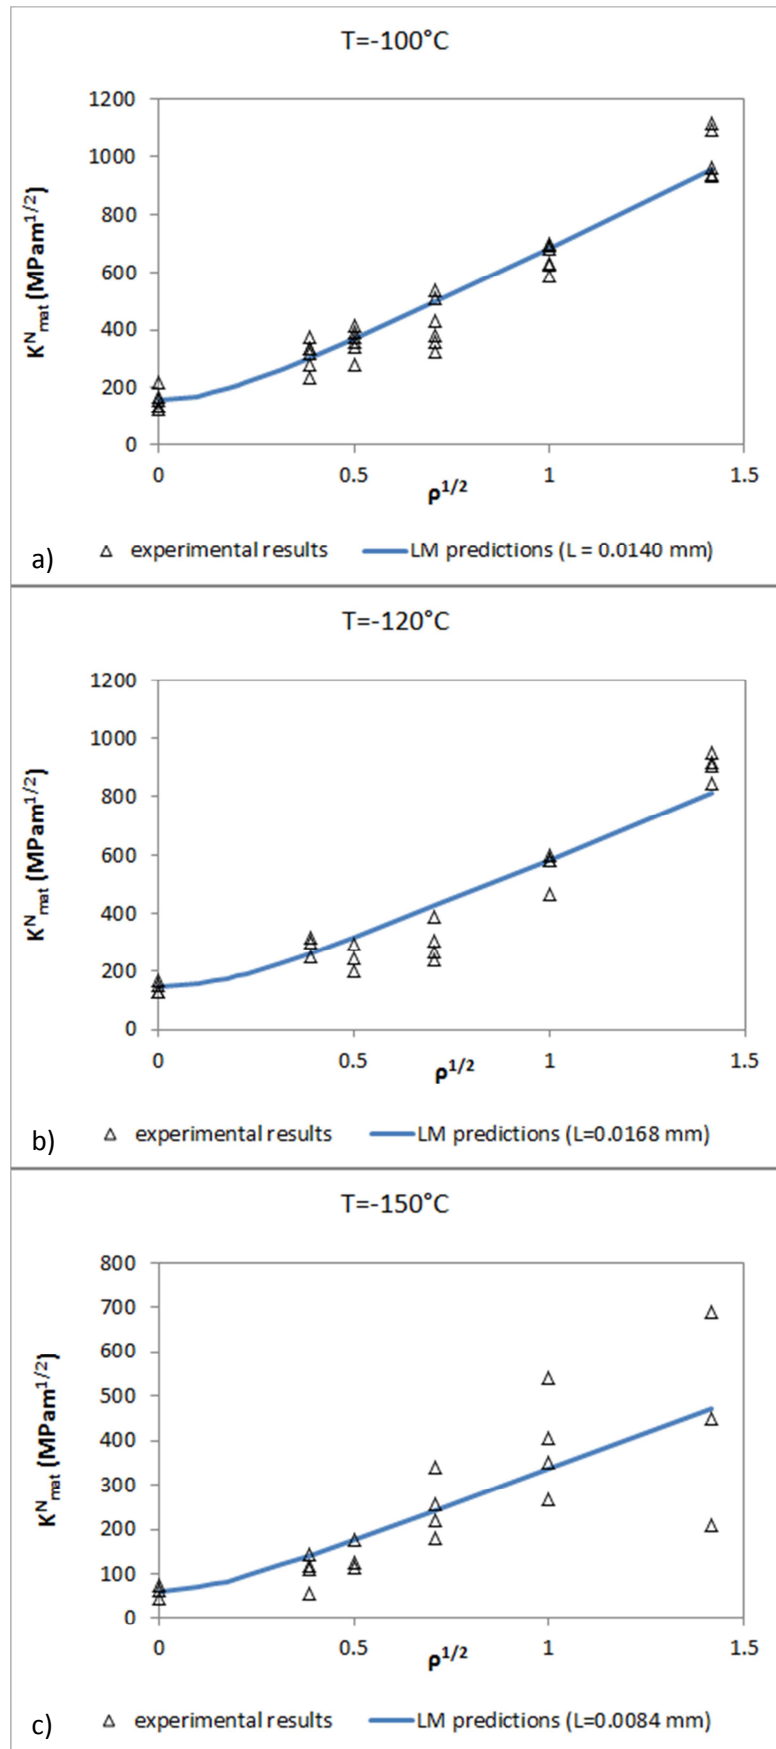 T=-100°C
1200
1000
800
600
400
200
0
K^N_mat (MPam^1/2)
0 0.5 1 1.5
ρ^1/2
a) △ experimental results — LM predictions (L = 0.0140 mm)
T=-120°C
1200
1000
800
600
400
200
0
K^N_mat (MPam^1/2)
0 0.5 1 1.5
ρ^1/2
b) △ experimental results — LM predictions (L=0.0168 mm)
T=-150°C
800
700
600
500
400
300
200
100
0
K^N_mat (MPam^1/2)
0 0.5 1 1.5
ρ^1/2
c) △ experimental results — LM predictions (L=0.0084 mm)